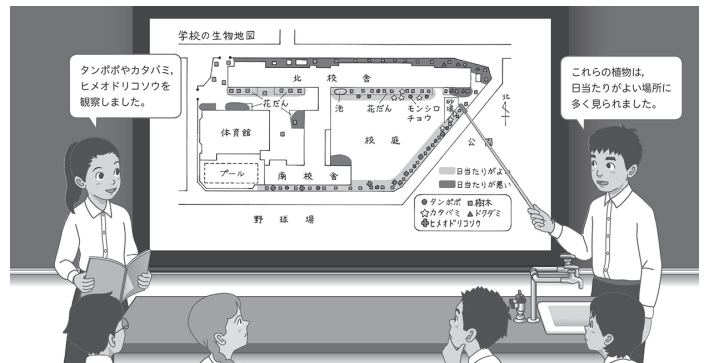 学校の生物地図
タンポポやカタバミ,
ヒメオドリコソウを
観察しました。
これらの植物は,
日当たりがよい場所に
多く見られました。
北校舎
北
花だん
池
花だん
モンシロ
チョウ
体育館
校庭
公園
プール
南校舎
日当たりがよい
日当たりが悪い
野球場
タンポポ 樹木
カタバミ ドクダミ
ヒメオドリコソウ